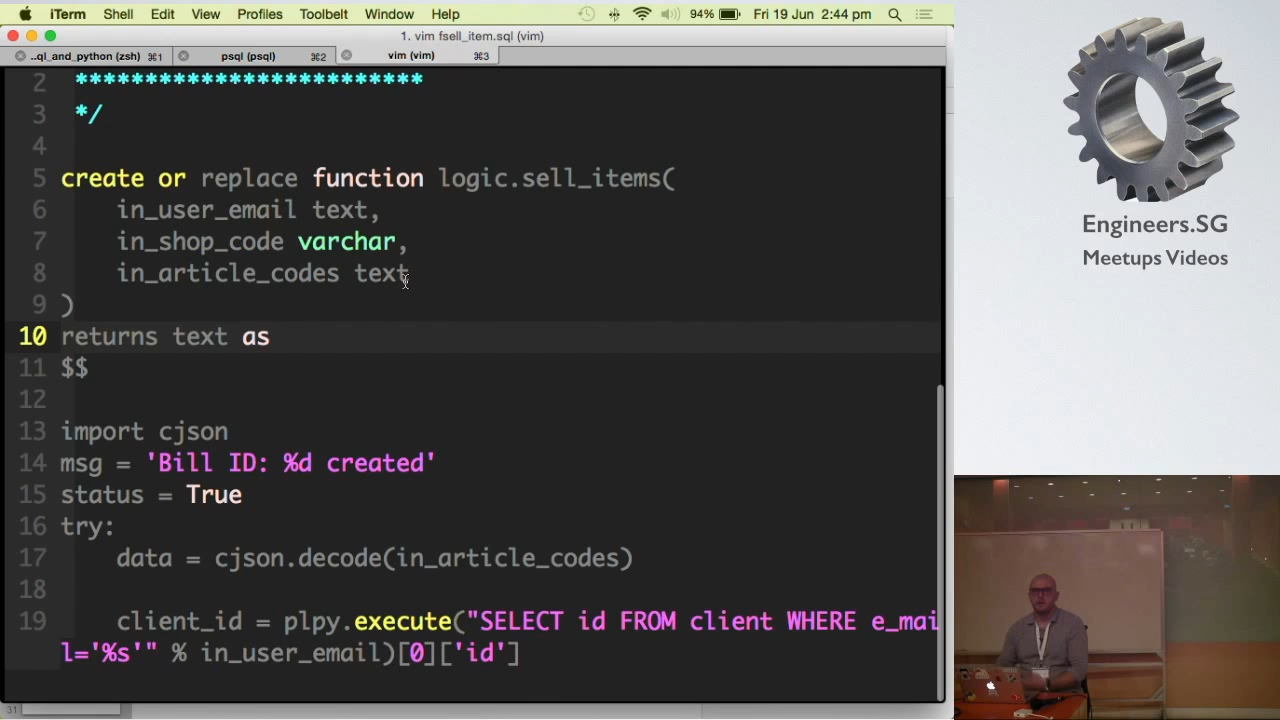 iTerm Shell Edit View Profiles Toolbelt Window Help 94% Fri 19 Jun 2:44 pm
1. vim fsell_item.sql (vim)
..ql_and_python (zsh) ⌘1 psql (psql) ⌘2 vim (vim) ⌘3
2 *************************
3 */
4
5 create or replace function logic.sell_items(
6 in_user_email text,
7 in_shop_code varchar,
8 in_article_codes text
9 )
10 returns text as
11 $$
12
13 import cjson
14 msg = 'Bill ID: %d created'
15 status = True
16 try:
17 data = cjson.decode(in_article_codes)
18
19 client_id = plpy.execute("SELECT id FROM client WHERE e_mai
l='%s'" % in_user_email)[0]['id']
31
Engineers.SG
Meetups Videos